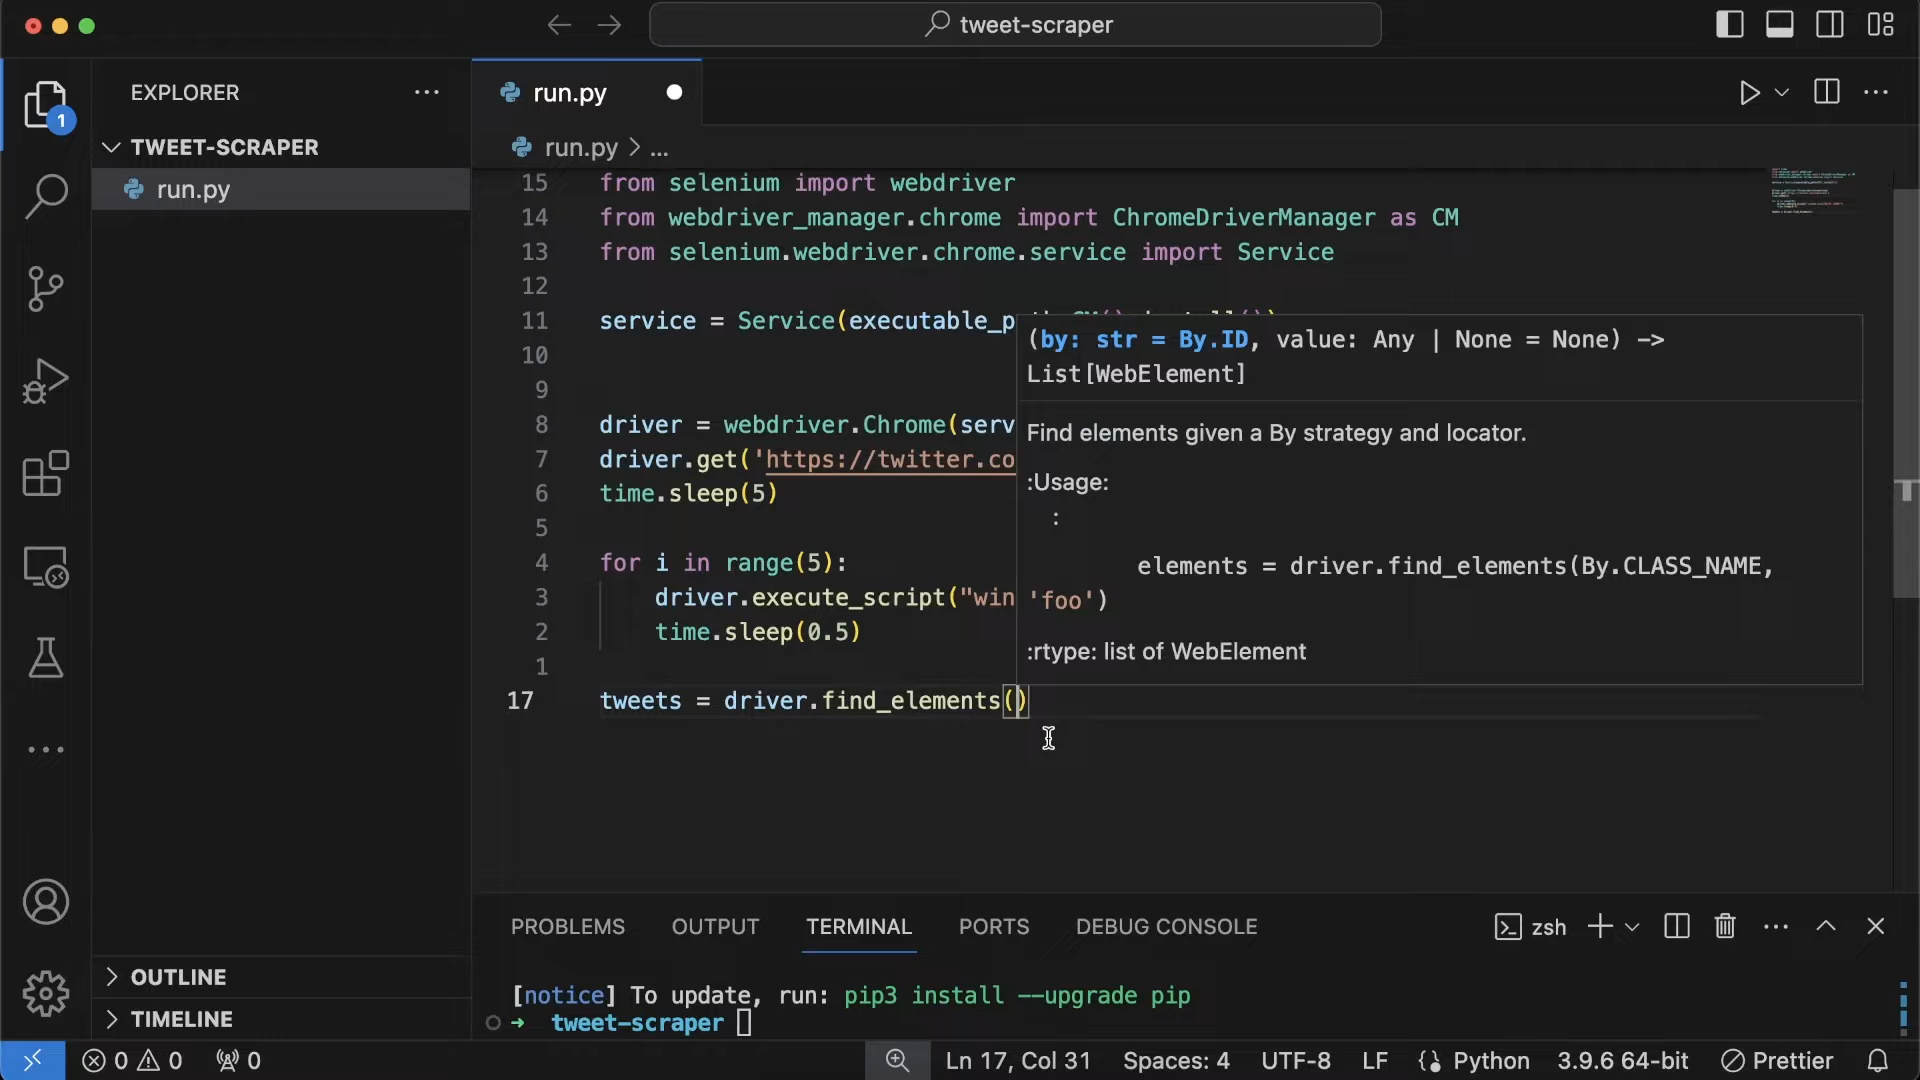 tweet-scraper
EXPLORER
run.py
1
TWEET-SCRAPER
run.py > ...
run.py
15 from selenium import webdriver
14 from webdriver_manager.chrome import ChromeDriverManager as CM
13 from selenium.webdriver.chrome.service import Service
12
11 service = Service(executable_p
10
9
8 driver = webdriver.Chrome(serv
7 driver.get('https://twitter.co
6 time.sleep(5)
5
4 for i in range(5):
3 driver.execute_script("win
2 time.sleep(0.5)
1
17 tweets = driver.find_elements()
(by: str = By.ID, value: Any | None = None) ->
List[WebElement]
Find elements given a By strategy and locator.
:Usage:
:
elements = driver.find_elements(By.CLASS_NAME,
'foo')
:rtype: list of WebElement
PROBLEMS OUTPUT TERMINAL PORTS DEBUG CONSOLE
zsh
[notice] To update, run: pip3 install --upgrade pip
tweet-scraper
OUTLINE
TIMELINE
0 0 0 Ln 17, Col 31 Spaces: 4 UTF-8 LF Python 3.9.6 64-bit Prettier